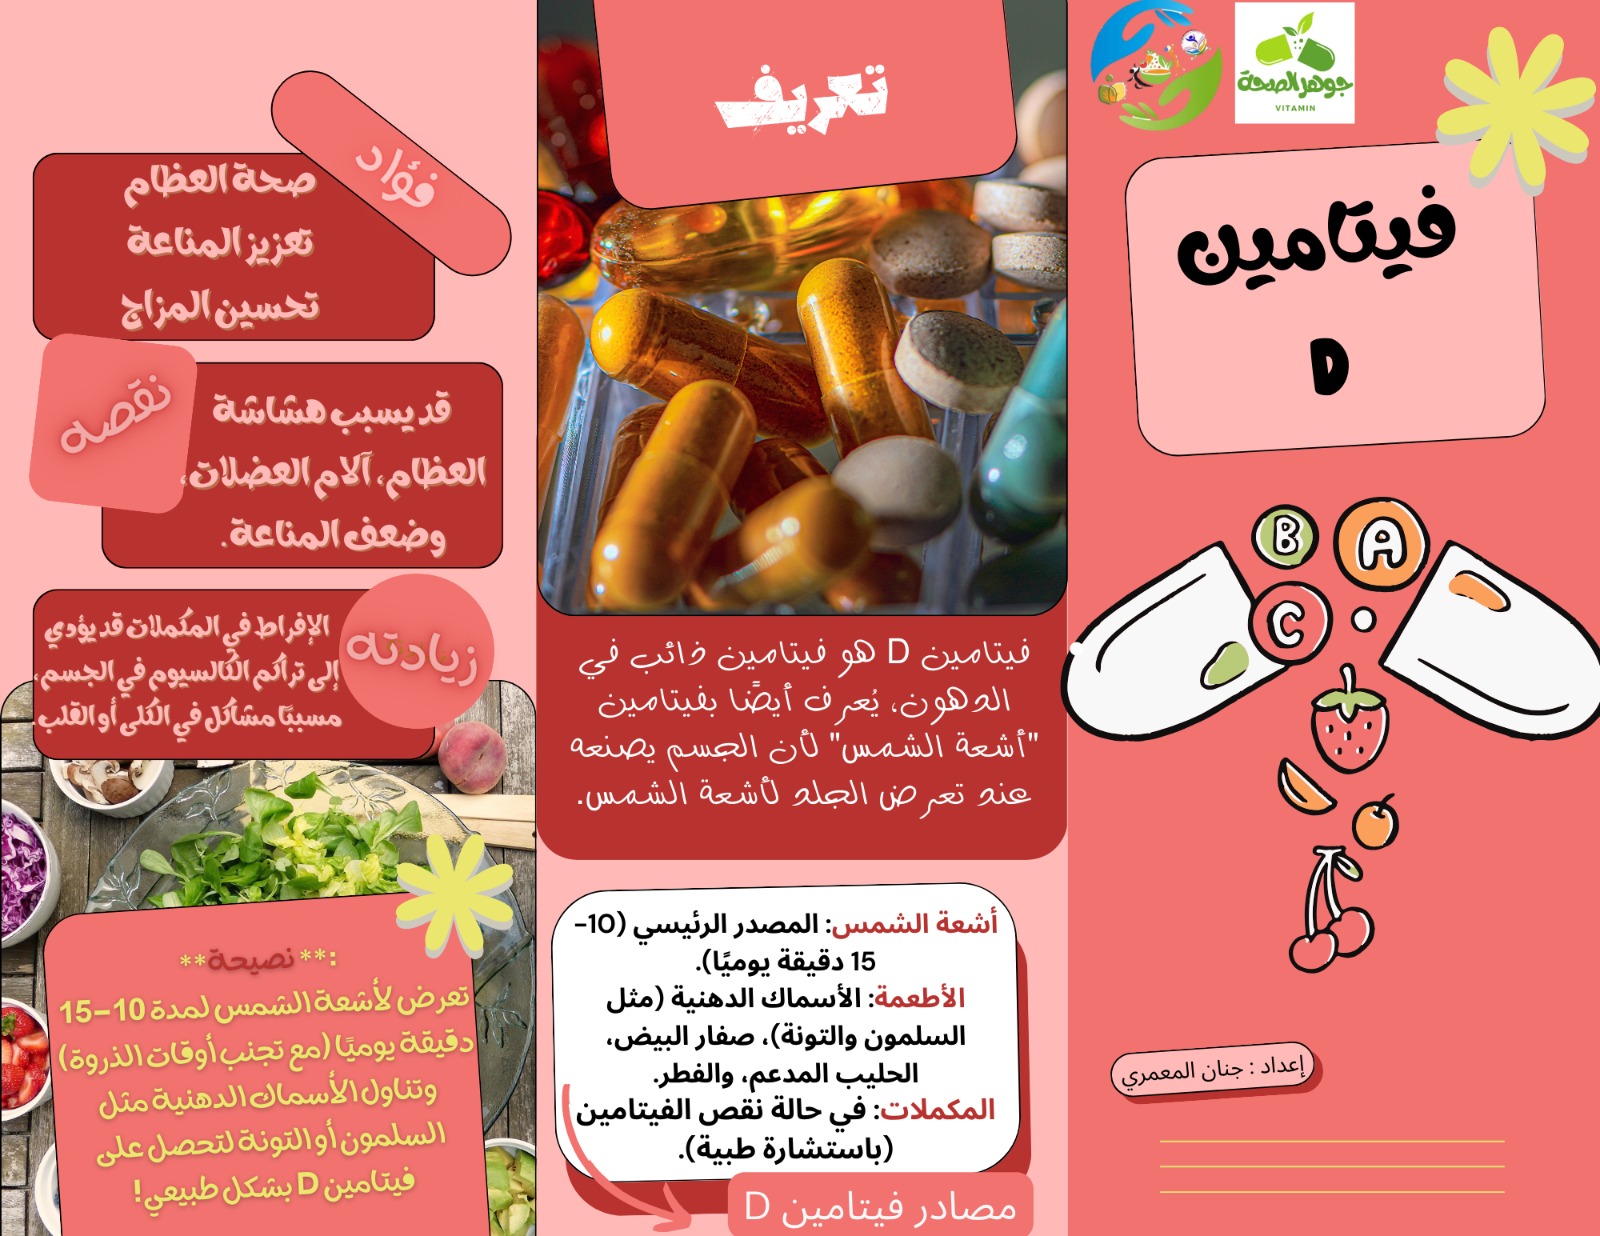 جوهر الصحة
VITAMIN
فيتامين
D
B
A
C
إعداد : جنان المعمري
تعريف
فيتامين D هو فيتامين ذائب في
الدهون، يُعرف أيضًا بفيتامين
"أشعة الشمس" لأن الجسم يصنعه
عند تعرض الجلد لأشعة الشمس.
أشعة الشمس: المصدر الرئيسي (10-
15 دقيقة يوميًا).
الأطعمة: الأسماك الدهنية (مثل
السلمون والتونة)، صفار البيض،
الحليب المدعم، والفطر.
المكملات: في حالة نقص الفيتامين
(باستشارة طبية).
مصادر فيتامين D
فؤاد
صحة العظام
تعزيز المناعة
تحسين المزاج
نقصه
قد يسبب هشاشة
العظام، آلام العضلات،
وضعف المناعة.
زيادته
الإفراط في المكملات قد يؤدي
إلى تراكم الكالسيوم في الجسم،
مسببًا مشاكل في الكلى أو القلب
**نصيحة**:
تعرض لأشعة الشمس لمدة 10–15
دقيقة يوميًا (مع تجنب أوقات الذروة)
وتناول الأسماك الدهنية مثل
السلمون أو التونة لتحصل على
فيتامين D بشكل طبيعي!